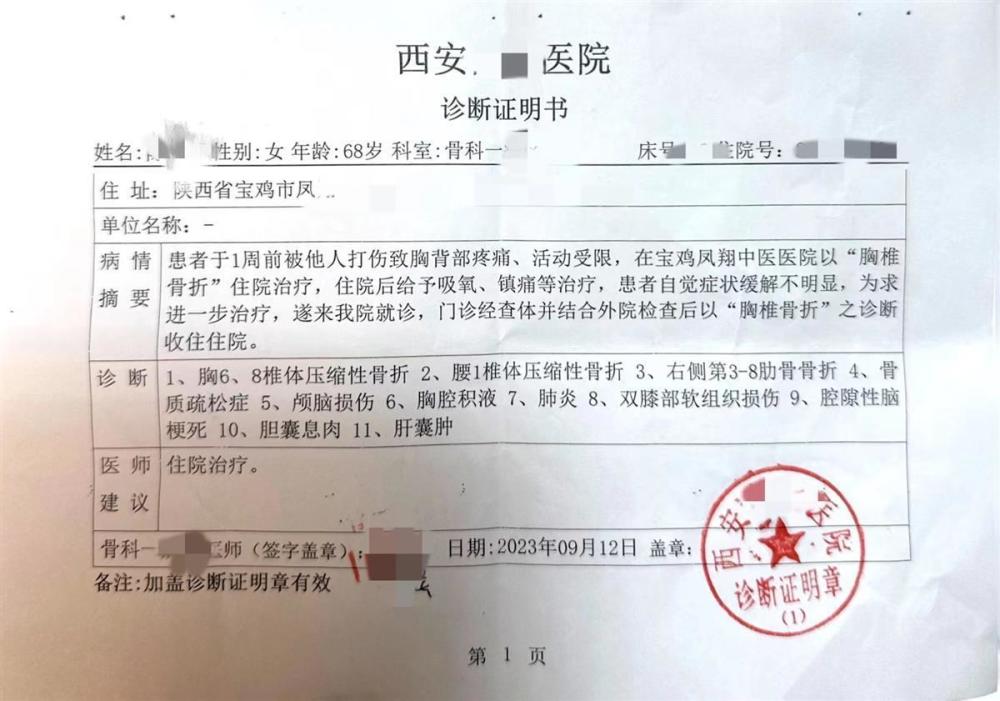 西安 医院
诊断证明书
姓名: 性别:女 年龄:68岁 科室:骨科一 床号 住院号:
住 址: 陕西省宝鸡市凤
单位名称: -
病 情 患者于1周前被他人打伤致胸背部疼痛、活动受限，在宝鸡凤翔中医医院以“胸椎
摘 要 骨折”住院治疗，住院后给予吸氧、镇痛等治疗，患者自觉症状缓解不明显，为求
进一步治疗，遂来我院就诊，门诊经查体并结合外院检查后以“胸椎骨折”之诊断
收住住院。
诊 断 1、胸6、8椎体压缩性骨折 2、腰1椎体压缩性骨折 3、右侧第3-8肋骨骨折 4、骨
质疏松症 5、颅脑损伤 6、胸腔积液 7、肺炎 8、双膝部软组织损伤 9、腔隙性脑
梗死 10、胆囊息肉 11、肝囊肿
医 师 住院治疗。
建 议
骨科一 医师（签字盖章）: 日期:2023年09月12日 盖章:
西安 医院
诊断证明章
(1)
备注:加盖诊断证明章有效
第 1 页